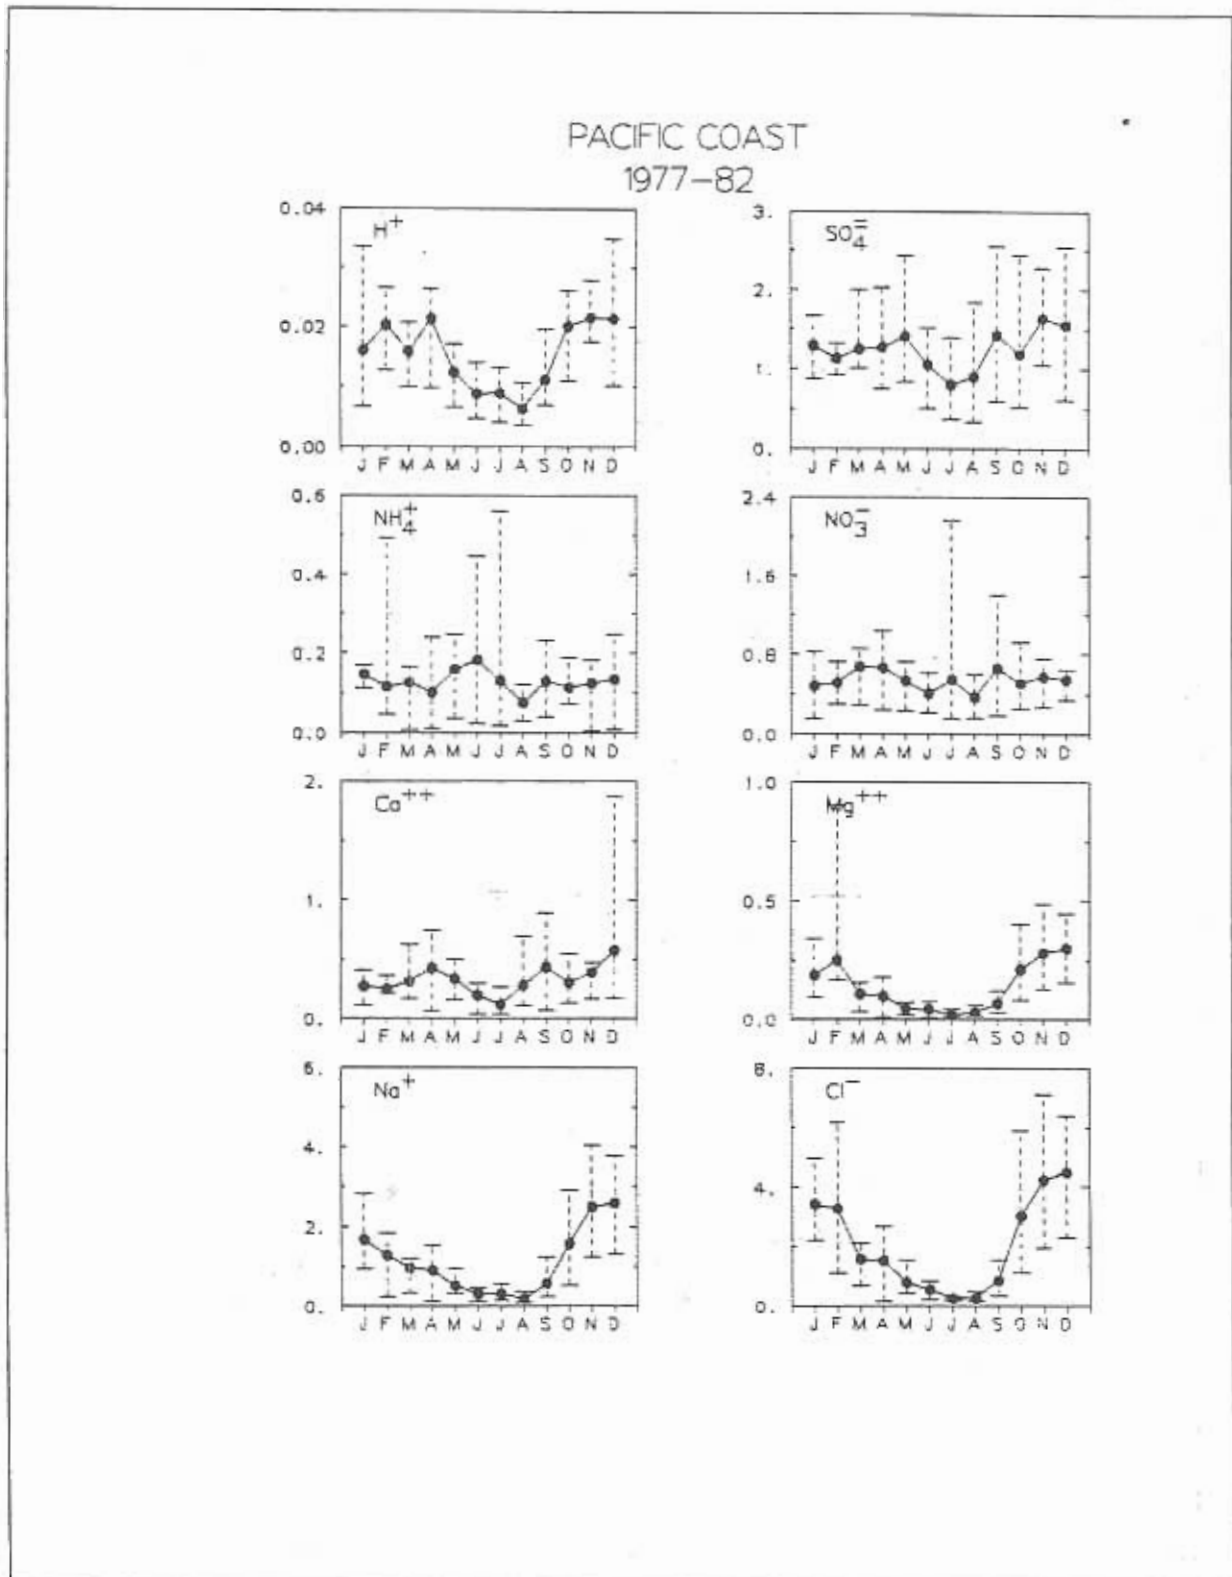 PACIFIC COAST
1977-82
0.04
0.02
0.00
H+
J F M A M J J A S O N D
3.
2.
1.
0.
SO4=
J F M A M J J A S O N D
0.6
0.4
0.2
0.0
NH4+
J F M A M J J A S O N D
2.4
1.6
0.8
0.0
NO3-
J F M A M J J A S O N D
2.
1.
0.
Ca++
J F M A M J J A S O N D
1.0
0.5
0.0
Mg++
J F M A M J J A S O N D
6.
4.
2.
0.
Na+
J F M A M J J A S O N D
8.
4.
0.
Cl-
J F M A M J J A S O N D